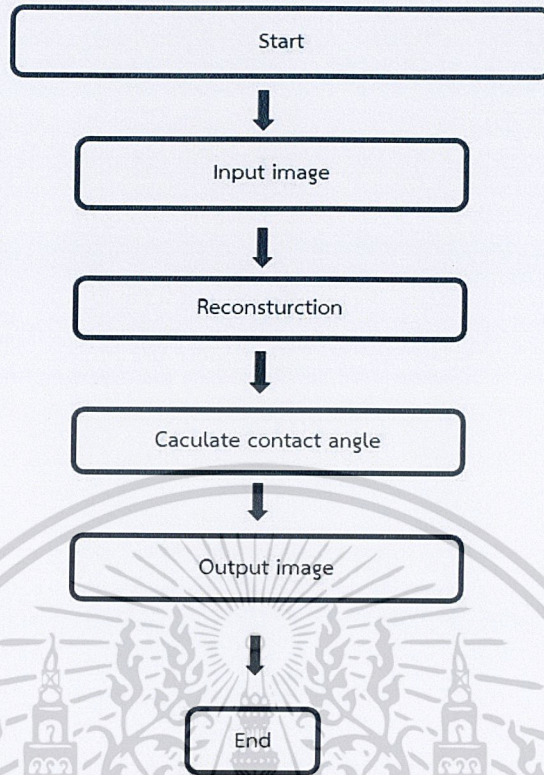 Start
Input image
Reconsturction
Caculate contact angle
Output image
End